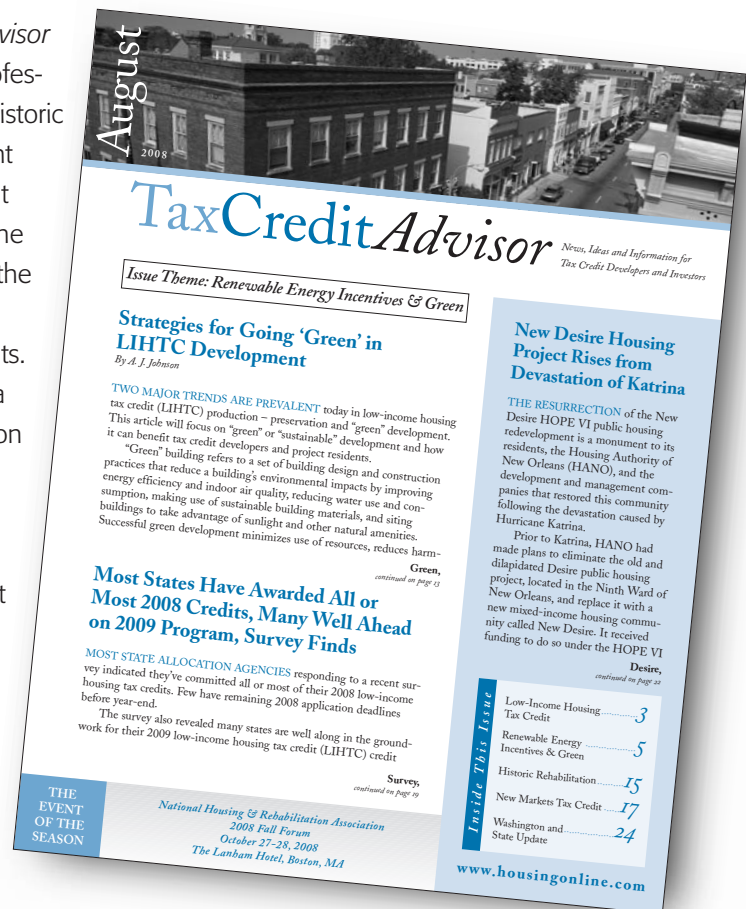 visor
ofes-
istoric
nt
t
ne
the
ts.
a
on
t
August
2008
TaxCreditAdvisor
News, Ideas and Information for
Tax Credit Developers and Investors
Issue Theme: Renewable Energy Incentives & Green
Strategies for Going ‘Green’ in
LIHTC Development
By A. J. Johnson
TWO MAJOR TRENDS ARE PREVALENT today in low-income housing
tax credit (LIHTC) production – preservation and “green” development.
This article will focus on “green” or “sustainable” development and how
it can benefit tax credit developers and project residents.
“Green” building refers to a set of building design and construction
practices that reduce a building’s environmental impacts by improving
energy efficiency and indoor air quality, reducing water use and con-
sumption, making use of sustainable building materials, and siting
buildings to take advantage of sunlight and other natural amenities.
Successful green development minimizes use of resources, reduces harm-
Green,
continued on page 13
Most States Have Awarded All or
Most 2008 Credits, Many Well Ahead
on 2009 Program, Survey Finds
MOST STATE ALLOCATION AGENCIES responding to a recent sur-
vey indicated they’ve committed all or most of their 2008 low-income
housing tax credits. Few have remaining 2008 application deadlines
before year-end.
The survey also revealed many states are well along in the ground-
work for their 2009 low-income housing tax credit (LIHTC) credit
Survey,
continued on page 19
New Desire Housing
Project Rises from
Devastation of Katrina
THE RESURRECTION of the New
Desire HOPE VI public housing
redevelopment is a monument to its
residents, the Housing Authority of
New Orleans (HANO), and the
development and management com-
panies that restored this community
following the devastation caused by
Hurricane Katrina.
Prior to Katrina, HANO had
made plans to eliminate the old and
dilapidated Desire public housing
project, located in the Ninth Ward of
New Orleans, and replace it with a
new mixed-income housing commu-
nity called New Desire. It received
funding to do so under the HOPE VI
Desire,
continued on page 22
Inside This Issue
Low-Income Housing
Tax Credit ............ 3
Renewable Energy
Incentives & Green ............ 5
Historic Rehabilitation ........ 15
New Markets Tax Credit ..... 17
Washington and
State Update ............ 24
THE
EVENT
OF THE
SEASON
National Housing & Rehabilitation Association
2008 Fall Forum
October 27-28, 2008
The Lanham Hotel, Boston, MA
www.housingonline.com